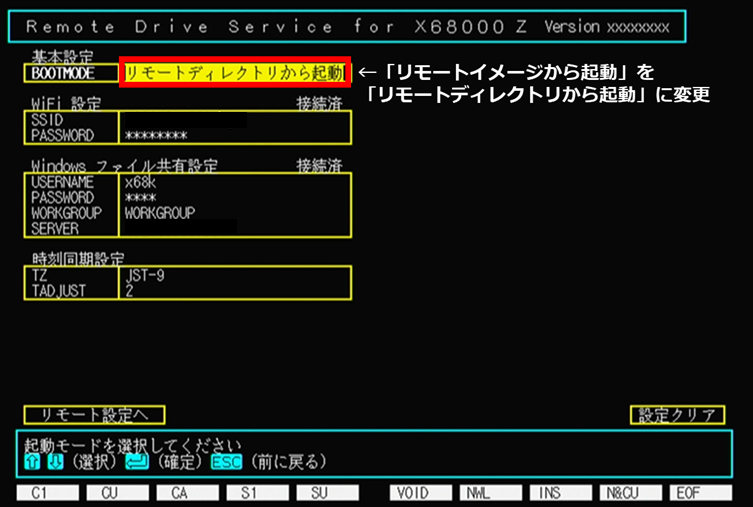 Remote Drive Service for X68000 Z Version xxxxxxxx
基本設定
BOOTMODE リモートディレクトリから起動
←「リモートイメージから起動」を
「リモートディレクトリから起動」に変更
WiFi 設定 接続済
SSID
PASSWORD ********
Windows ファイル共有設定 接続済
USERNAME x68k
PASSWORD ****
WORKGROUP WORKGROUP
SERVER
時刻同期設定
TZ JST-9
TADJUST 2
リモート設定へ 設定クリア
起動モードを選択してください
⇧ ⇩ (選択) ⏎ (確定) ESC (前に戻る)
C1 CU CA S1 SU VOID NWL INS N&CU EOF